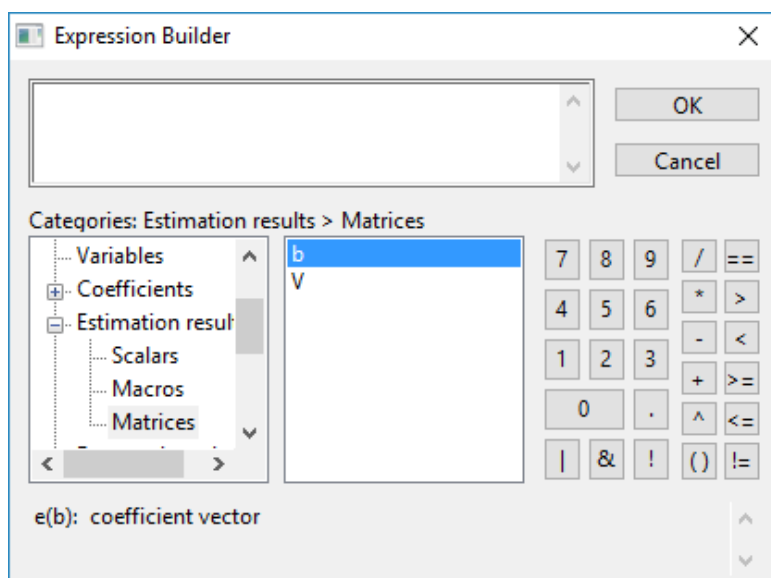 Expression Builder
OK
Cancel
Categories: Estimation results > Matrices
Variables
Coefficients
Estimation resul
Scalars
Macros
Matrices
b
V
7 8 9 / ==
4 5 6 * >
1 2 3 - <
0 . + >=
^ <=
| & ! () !=
e(b): coefficient vector